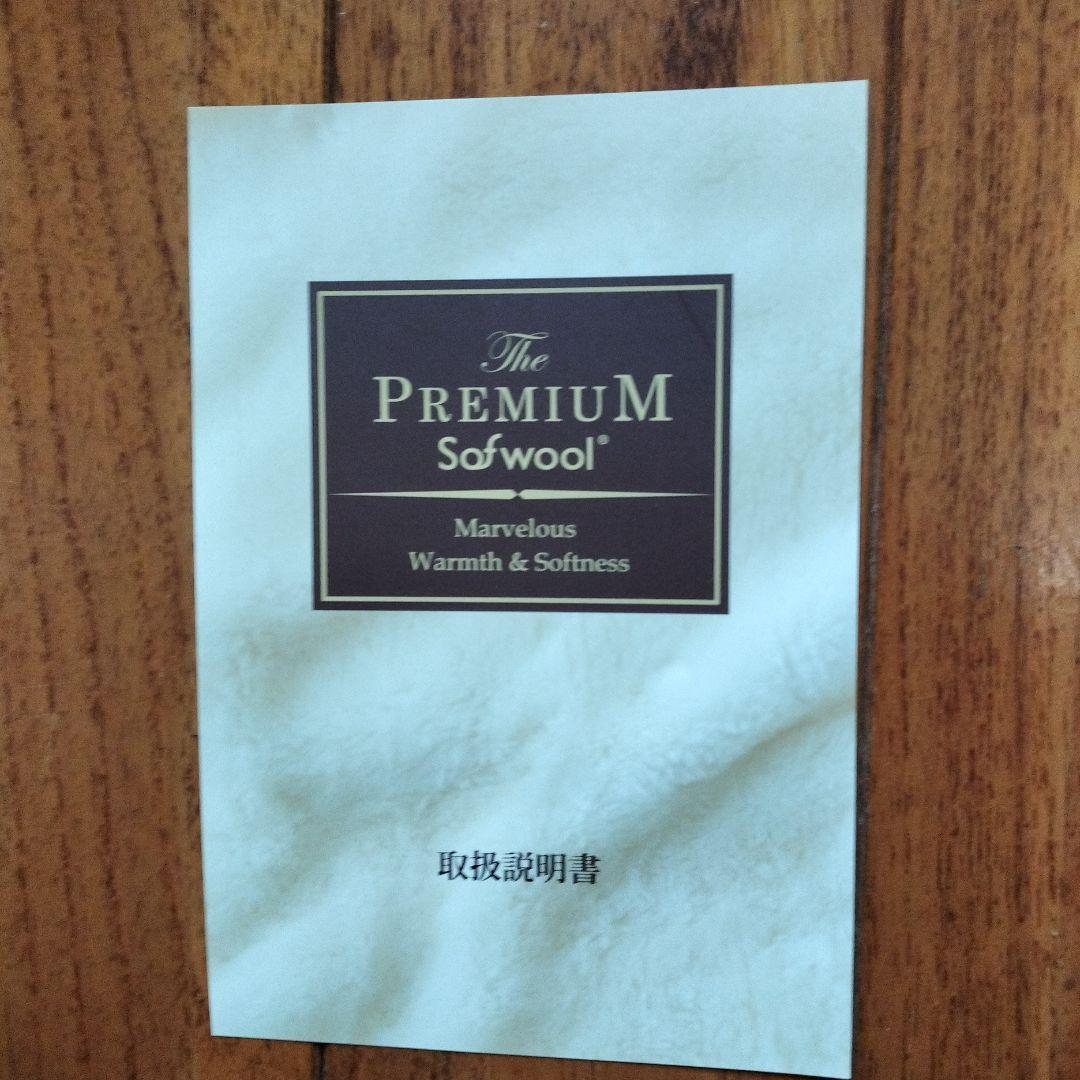 The
PREMIUM
Sofwool®
Marvelous
Warmth & Softness
取扱説明書